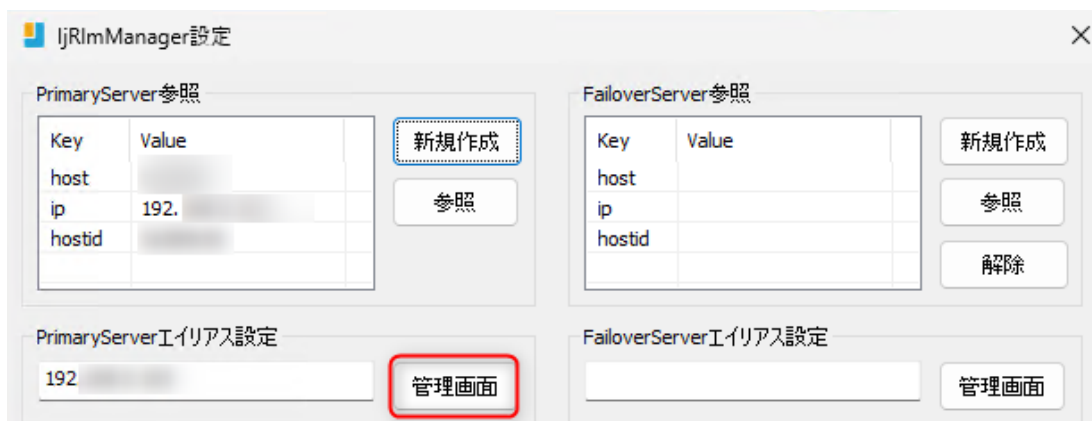 IjRlmManager設定
PrimaryServer参照
Key Value
host
ip 192.
hostid
新規作成
参照
FailoverServer参照
Key Value
host
ip
hostid
新規作成
参照
解除
PrimaryServerエイリアス設定
192
管理画面
FailoverServerエイリアス設定
管理画面